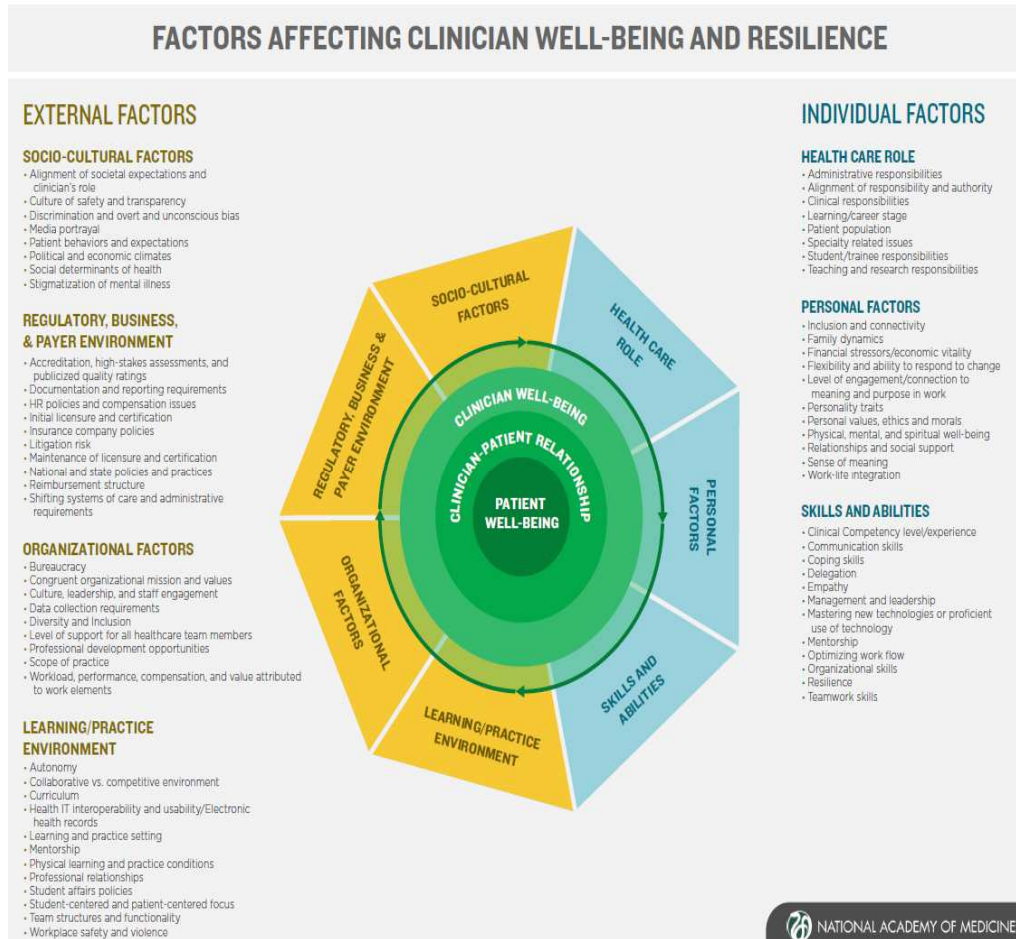 FACTORS AFFECTING CLINICIAN WELL-BEING AND RESILIENCE
EXTERNAL FACTORS
SOCIO-CULTURAL FACTORS
• Alignment of societal expectations and
clinician's role
• Culture of safety and transparency
• Discrimination and overt and unconscious bias
• Media portrayal
• Patient behaviors and expectations
• Political and economic climates
• Social determinants of health
• Stigmatization of mental illness
REGULATORY, BUSINESS,
& PAYER ENVIRONMENT
• Accreditation, high-stakes assessments, and
publicized quality ratings
• Documentation and reporting requirements
• HR policies and compensation issues
• Initial licensure and certification
• Insurance company policies
• Litigation risk
• Maintenance of licensure and certification
• National and state policies and practices
• Reimbursement structure
• Shifting systems of care and administrative
requirements
ORGANIZATIONAL FACTORS
• Bureaucracy
• Congruent organizational mission and values
• Culture, leadership, and staff engagement
• Data collection requirements
• Diversity and Inclusion
• Level of support for all healthcare team members
• Professional development opportunities
• Scope of practice
• Workload, performance, compensation, and value attributed
to work elements
LEARNING/PRACTICE
ENVIRONMENT
• Autonomy
• Collaborative vs. competitive environment
• Curriculum
• Health IT interoperability and usability/Electronic
health records
• Learning and practice setting
• Mentorship
• Physical learning and practice conditions
• Professional relationships
• Student affairs policies
• Student-centered and patient-centered focus
• Team structures and functionality
• Workplace safety and violence
SOCIO-CULTURAL
FACTORS
HEALTH CARE
ROLE
REGULATORY, BUSINESS &
PAYER ENVIRONMENT
PERSONAL
FACTORS
ORGANIZATIONAL
FACTORS
SKILLS AND
ABILITIES
LEARNING/PRACTICE
ENVIRONMENT
CLINICIAN WELL-BEING
CLINICIAN-PATIENT RELATIONSHIP
PATIENT
WELL-BEING
INDIVIDUAL FACTORS
HEALTH CARE ROLE
• Administrative responsibilities
• Alignment of responsibility and authority
• Clinical responsibilities
• Learning/career stage
• Patient population
• Specialty related issues
• Student/trainee responsibilities
• Teaching and research responsibilities
PERSONAL FACTORS
• Inclusion and connectivity
• Family dynamics
• Financial stressors/economic vitality
• Flexibility and ability to respond to change
• Level of engagement/connection to
meaning and purpose in work
• Personality traits
• Personal values, ethics and morals
• Physical, mental, and spiritual well-being
• Relationships and social support
• Sense of meaning
• Work-life integration
SKILLS AND ABILITIES
• Clinical Competency level/experience
• Communication skills
• Coping skills
• Delegation
• Empathy
• Management and leadership
• Mastering new technologies or proficient
use of technology
• Mentorship
• Optimizing work flow
• Organizational skills
• Resilience
• Teamwork skills
NATIONAL ACADEMY OF MEDICINE